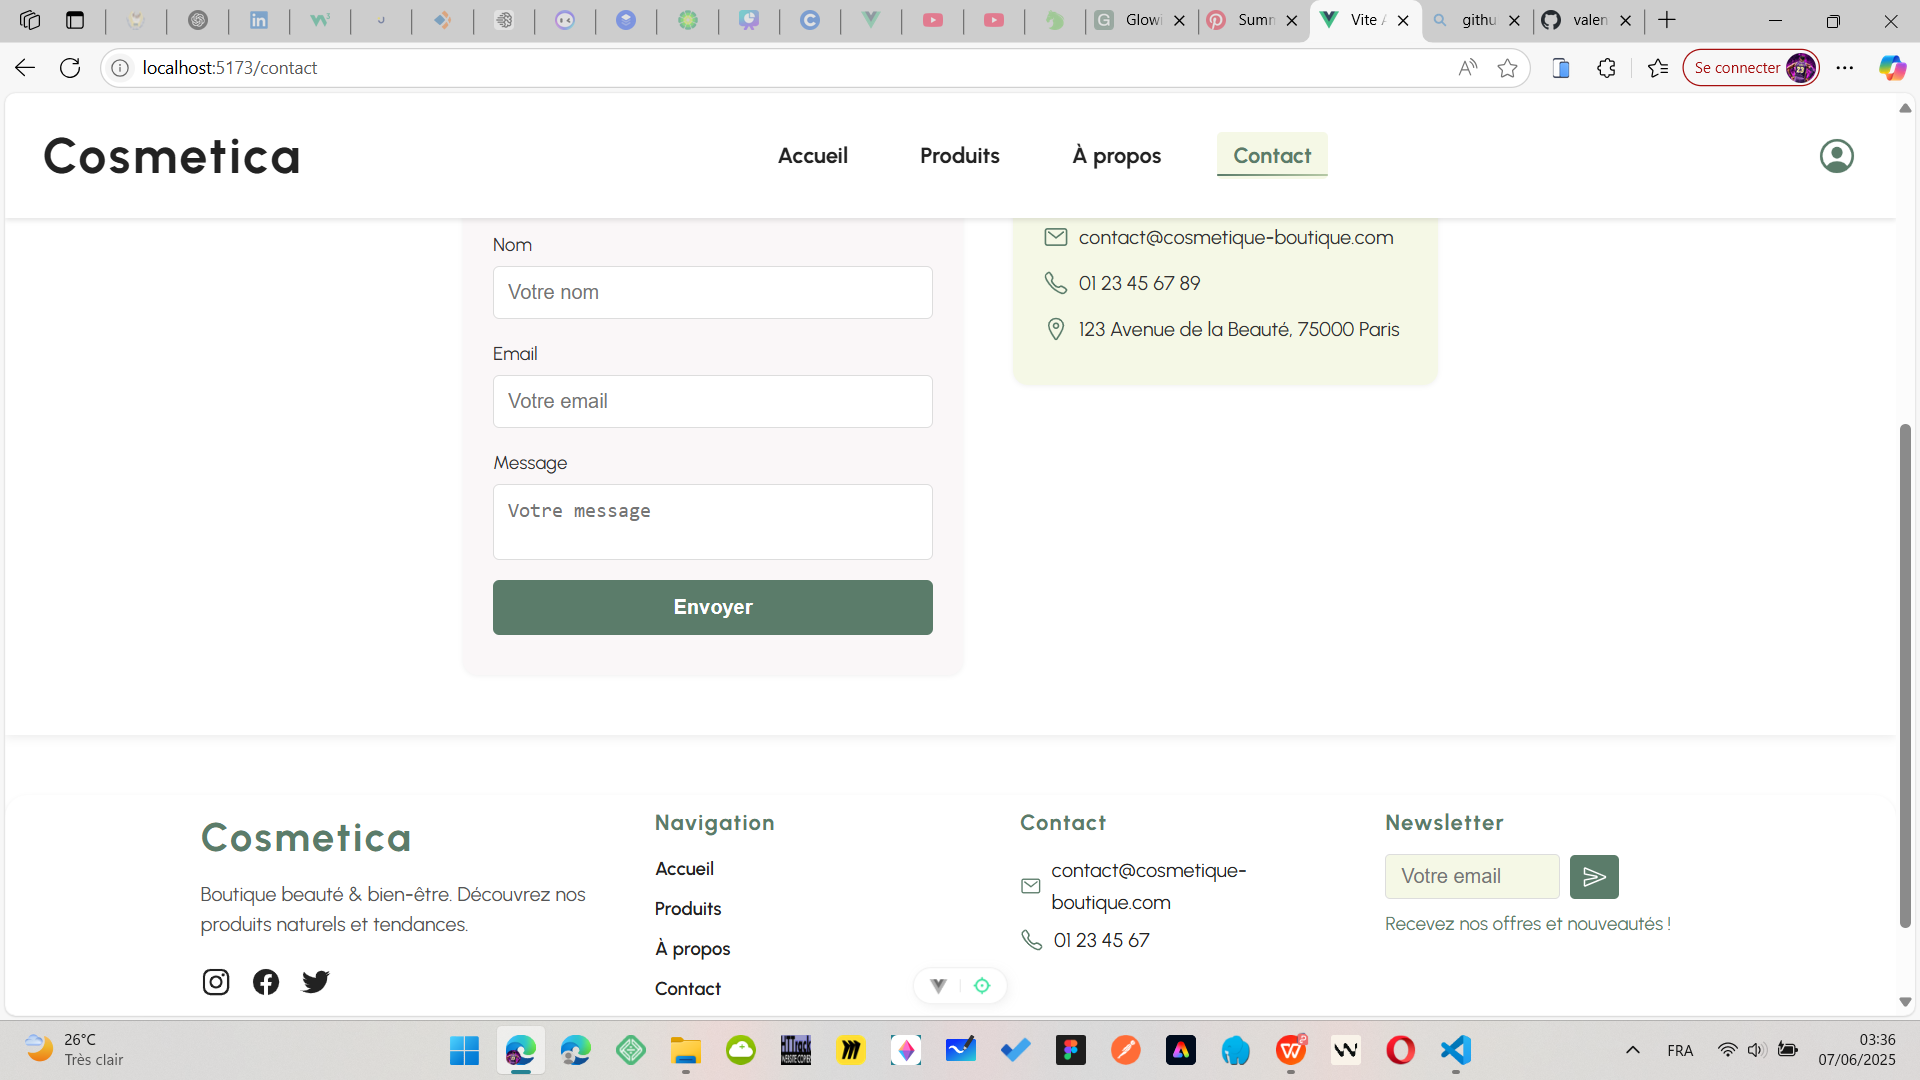 Glowi
Sumn
Vite A
githu
valen
localhost:5173/contact
Se connecter
Cosmetica
Accueil
Produits
À propos
Contact
Nom
Votre nom
Email
Votre email
Message
Votre message
Envoyer
contact@cosmetique-boutique.com
01 23 45 67 89
123 Avenue de la Beauté, 75000 Paris
Cosmetica
Boutique beauté & bien-être. Découvrez nos
produits naturels et tendances.
Navigation
Accueil
Produits
À propos
Contact
Contact
contact@cosmetique-
boutique.com
01 23 45 67
Newsletter
Votre email
Recevez nos offres et nouveautés !
26°C
Très clair
FRA
03:36
07/06/2025